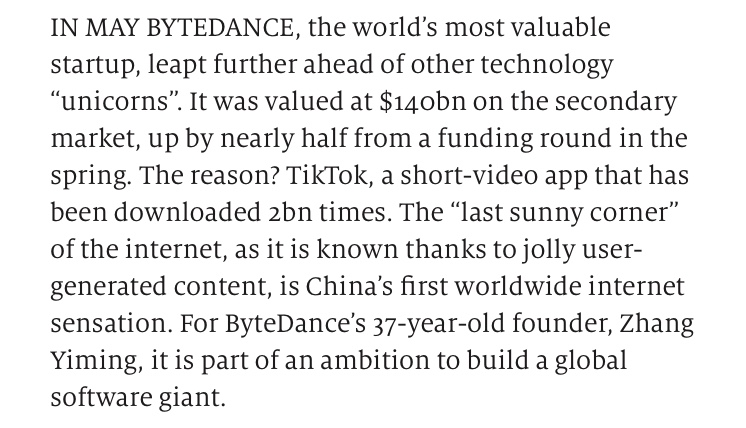 IN MAY BYTEDANCE, the world’s most valuable
startup, leapt further ahead of other technology
“unicorns”. It was valued at $140bn on the secondary
market, up by nearly half from a funding round in the
spring. The reason? TikTok, a short-video app that has
been downloaded 2bn times. The “last sunny corner”
of the internet, as it is known thanks to jolly user-
generated content, is China’s first worldwide internet
sensation. For ByteDance’s 37-year-old founder, Zhang
Yiming, it is part of an ambition to build a global
software giant.